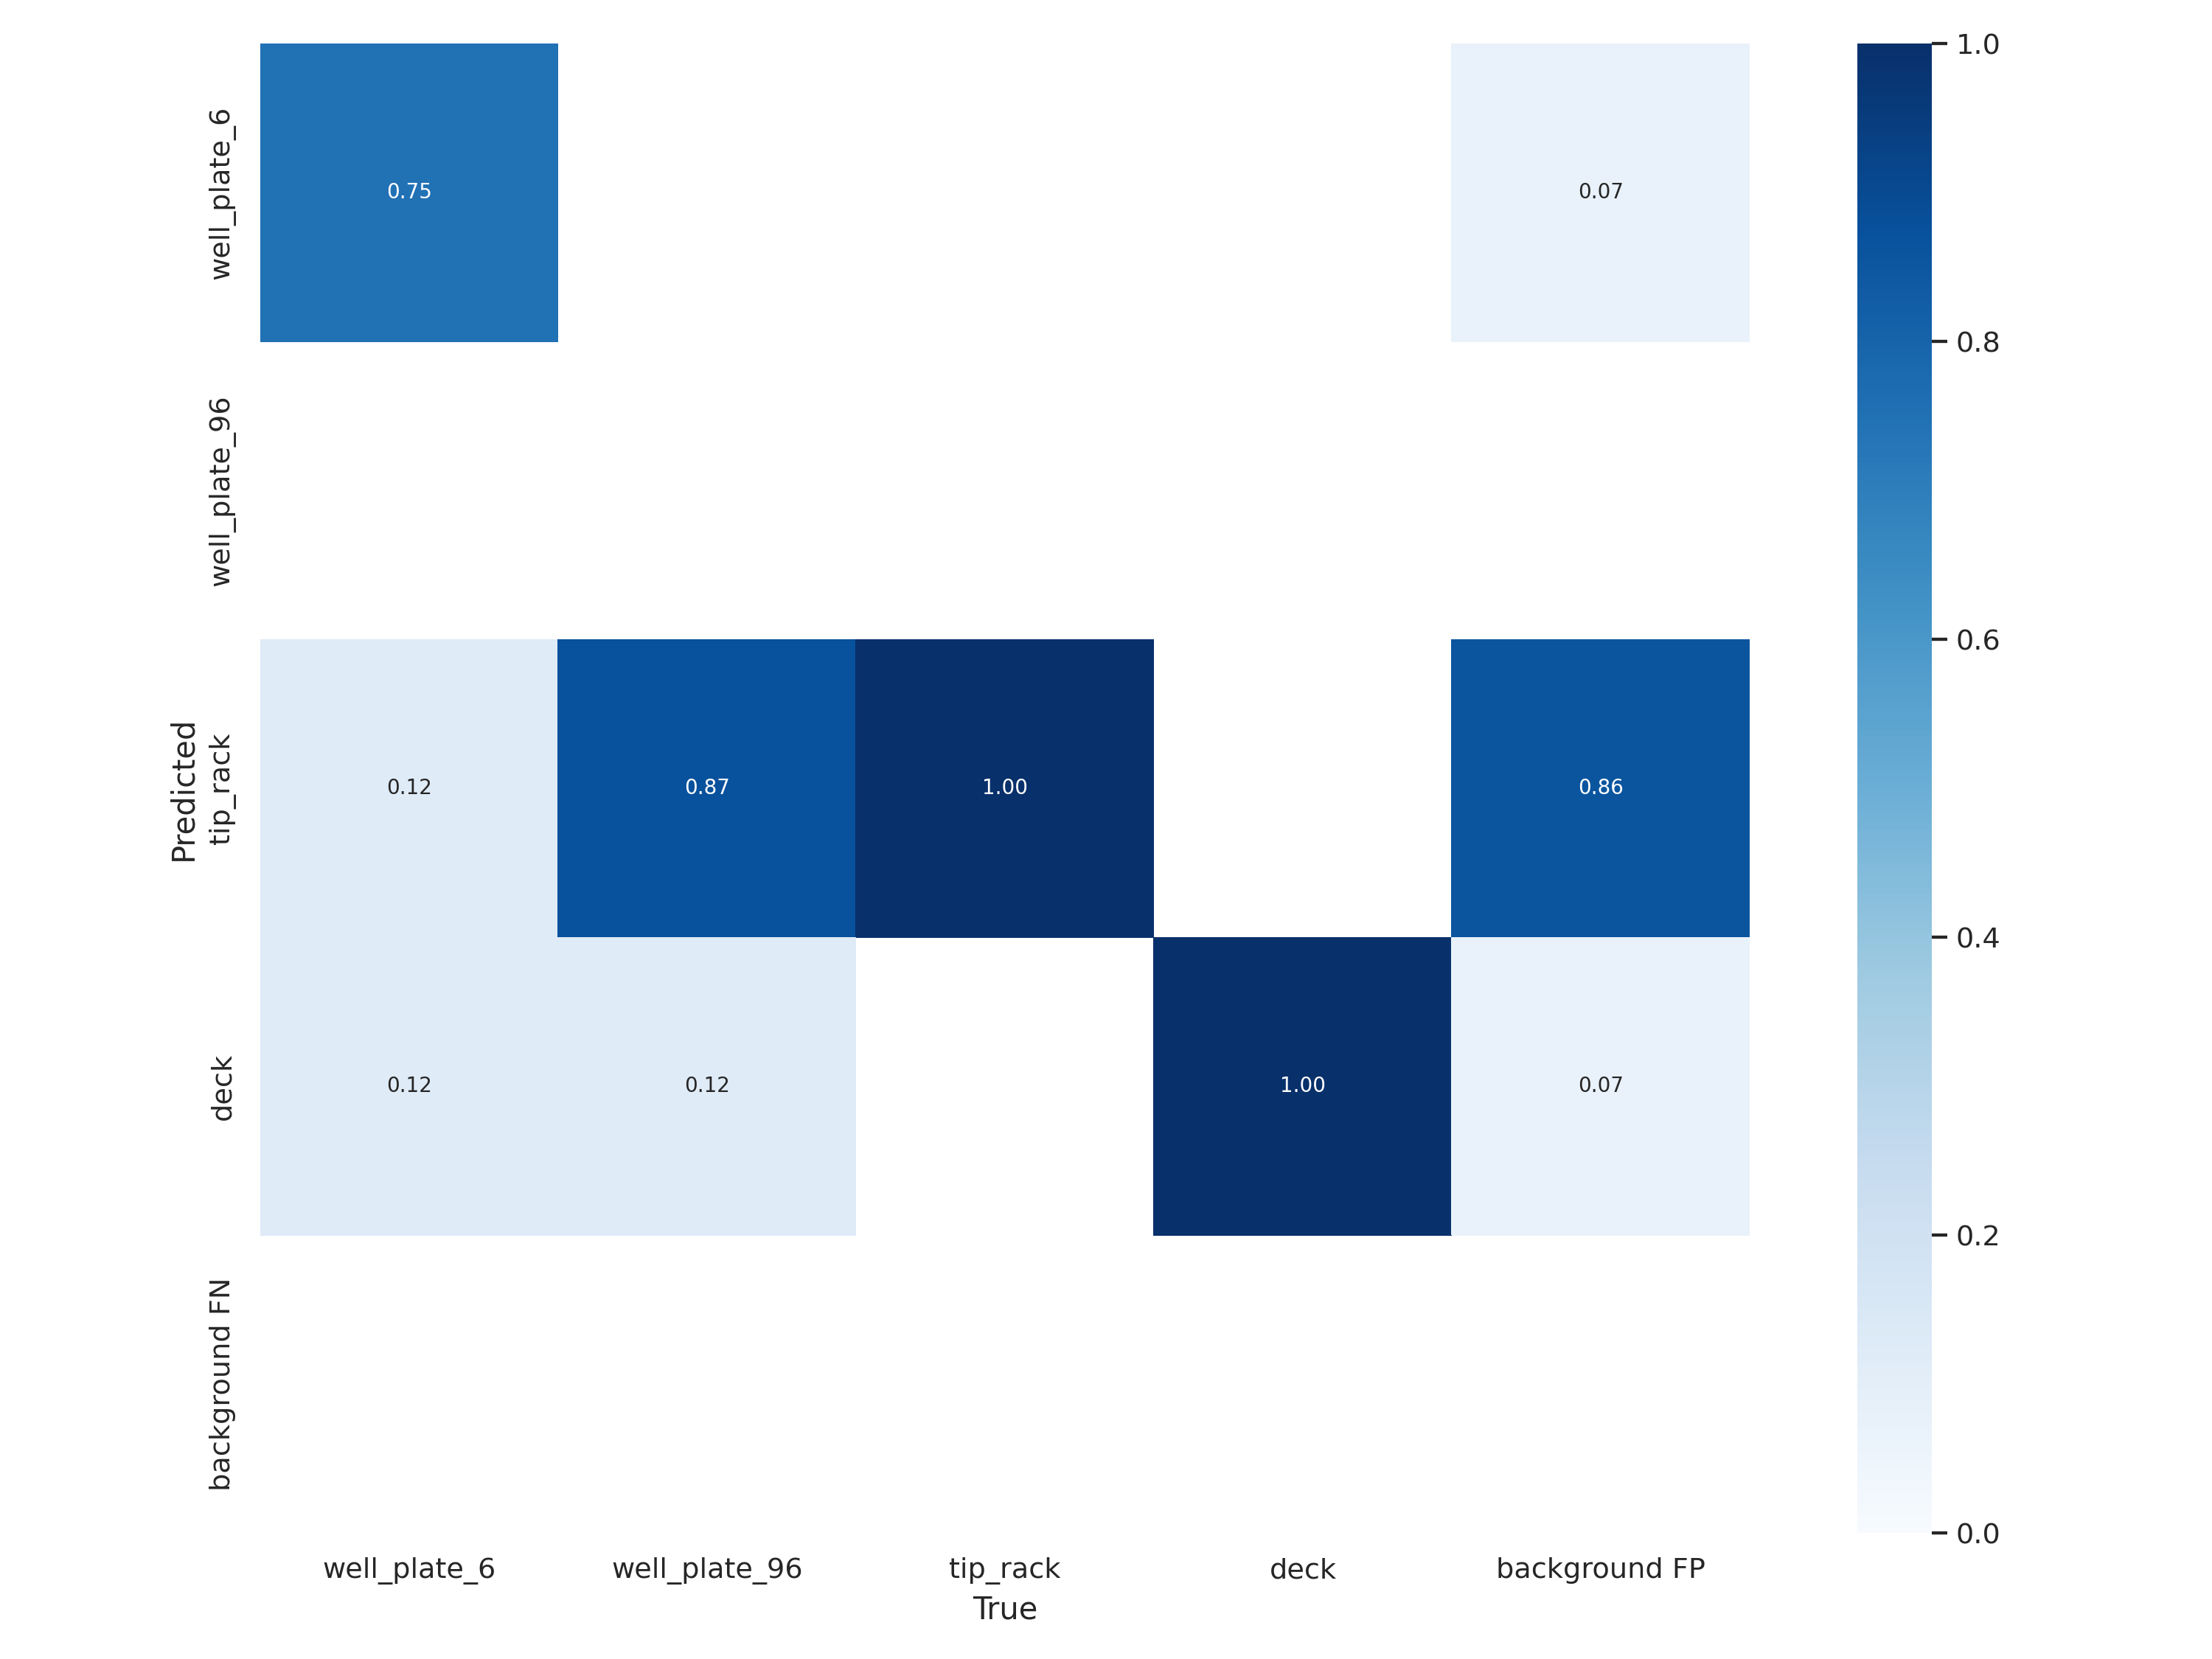 well_plate_6
well_plate_96
tip_rack
deck
background FN
Predicted
0.75
0.07
0.12
0.87
1.00
0.86
0.12
0.12
1.00
0.07
well_plate_6
well_plate_96
tip_rack
deck
background FP
True
1.0
0.8
0.6
0.4
0.2
0.0